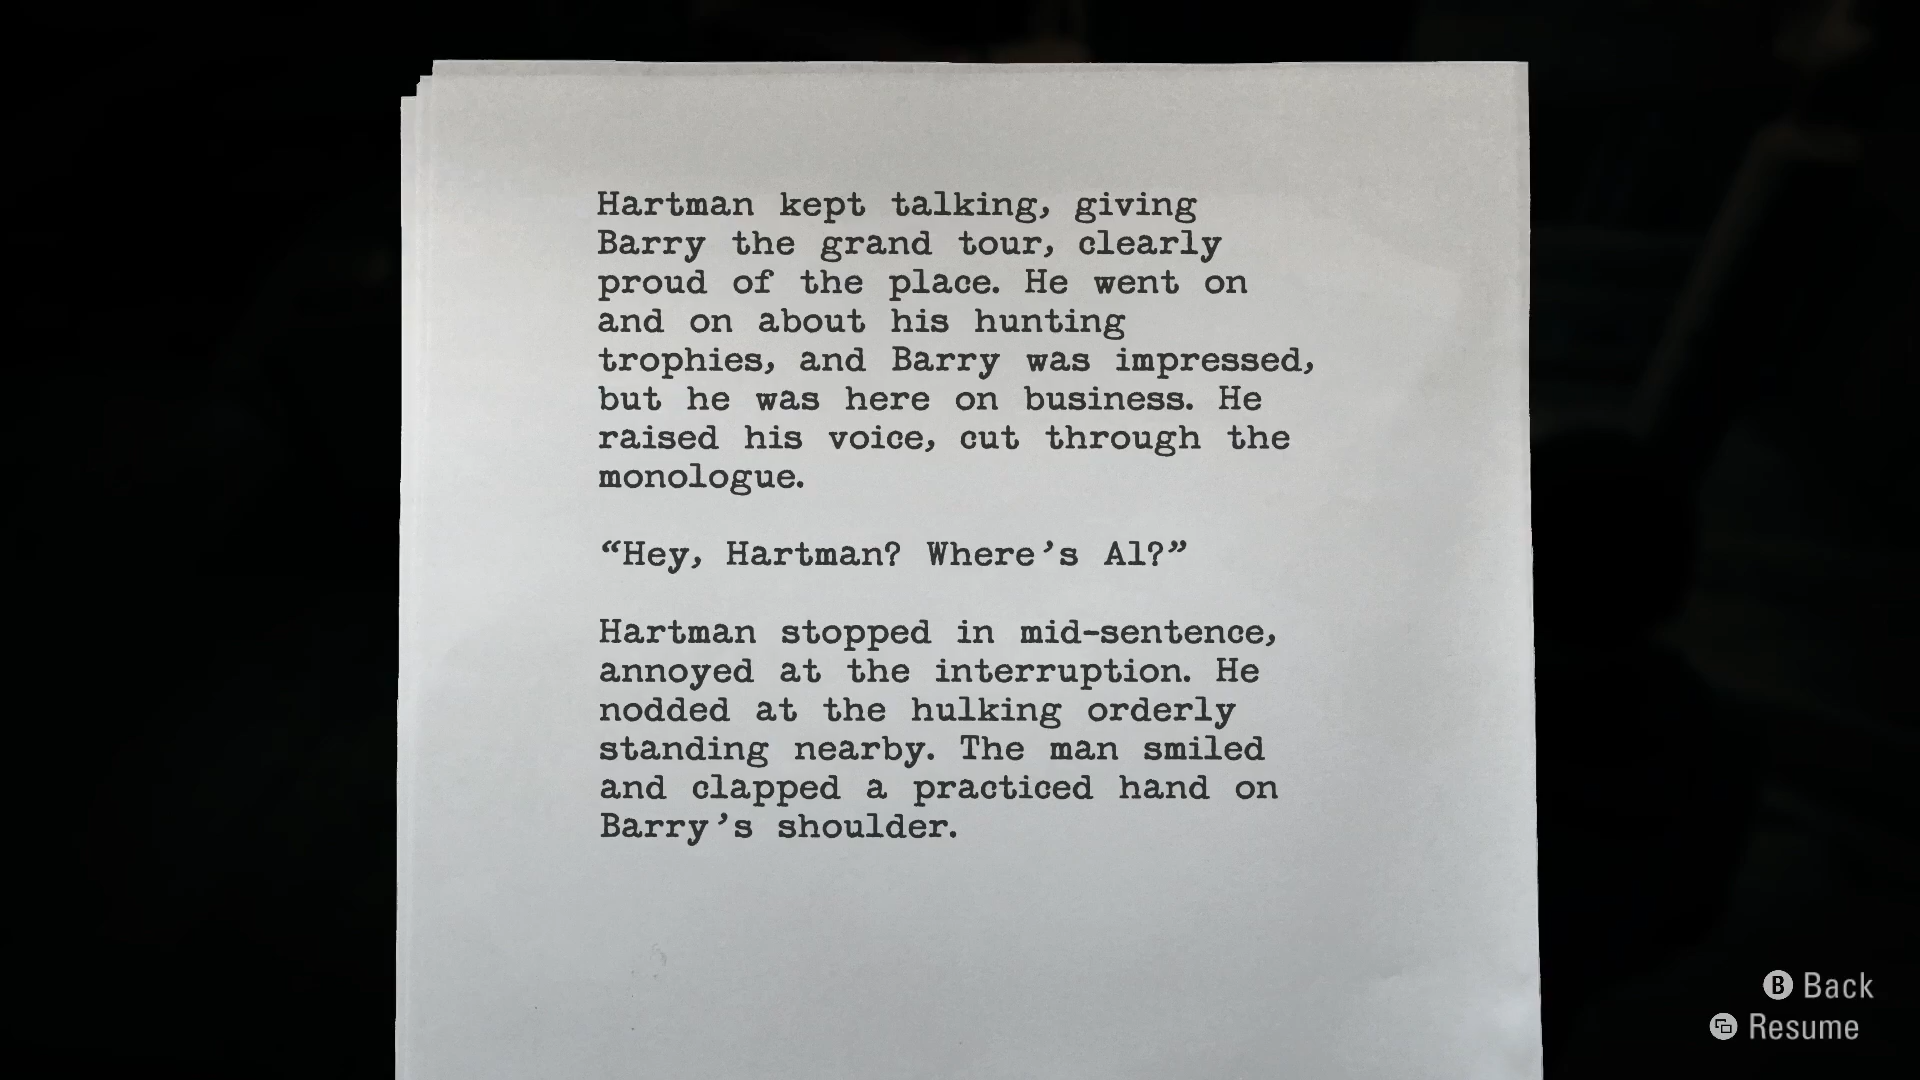 Hartman kept talking, giving
Barry the grand tour, clearly
proud of the place. He went on
and on about his hunting
trophies, and Barry was impressed,
but he was here on business. He
raised his voice, cut through the
monologue.
“Hey, Hartman? Where’s Al?”
Hartman stopped in mid-sentence,
annoyed at the interruption. He
nodded at the hulking orderly
standing nearby. The man smiled
and clapped a practiced hand on
Barry’s shoulder.
B Back
Resume